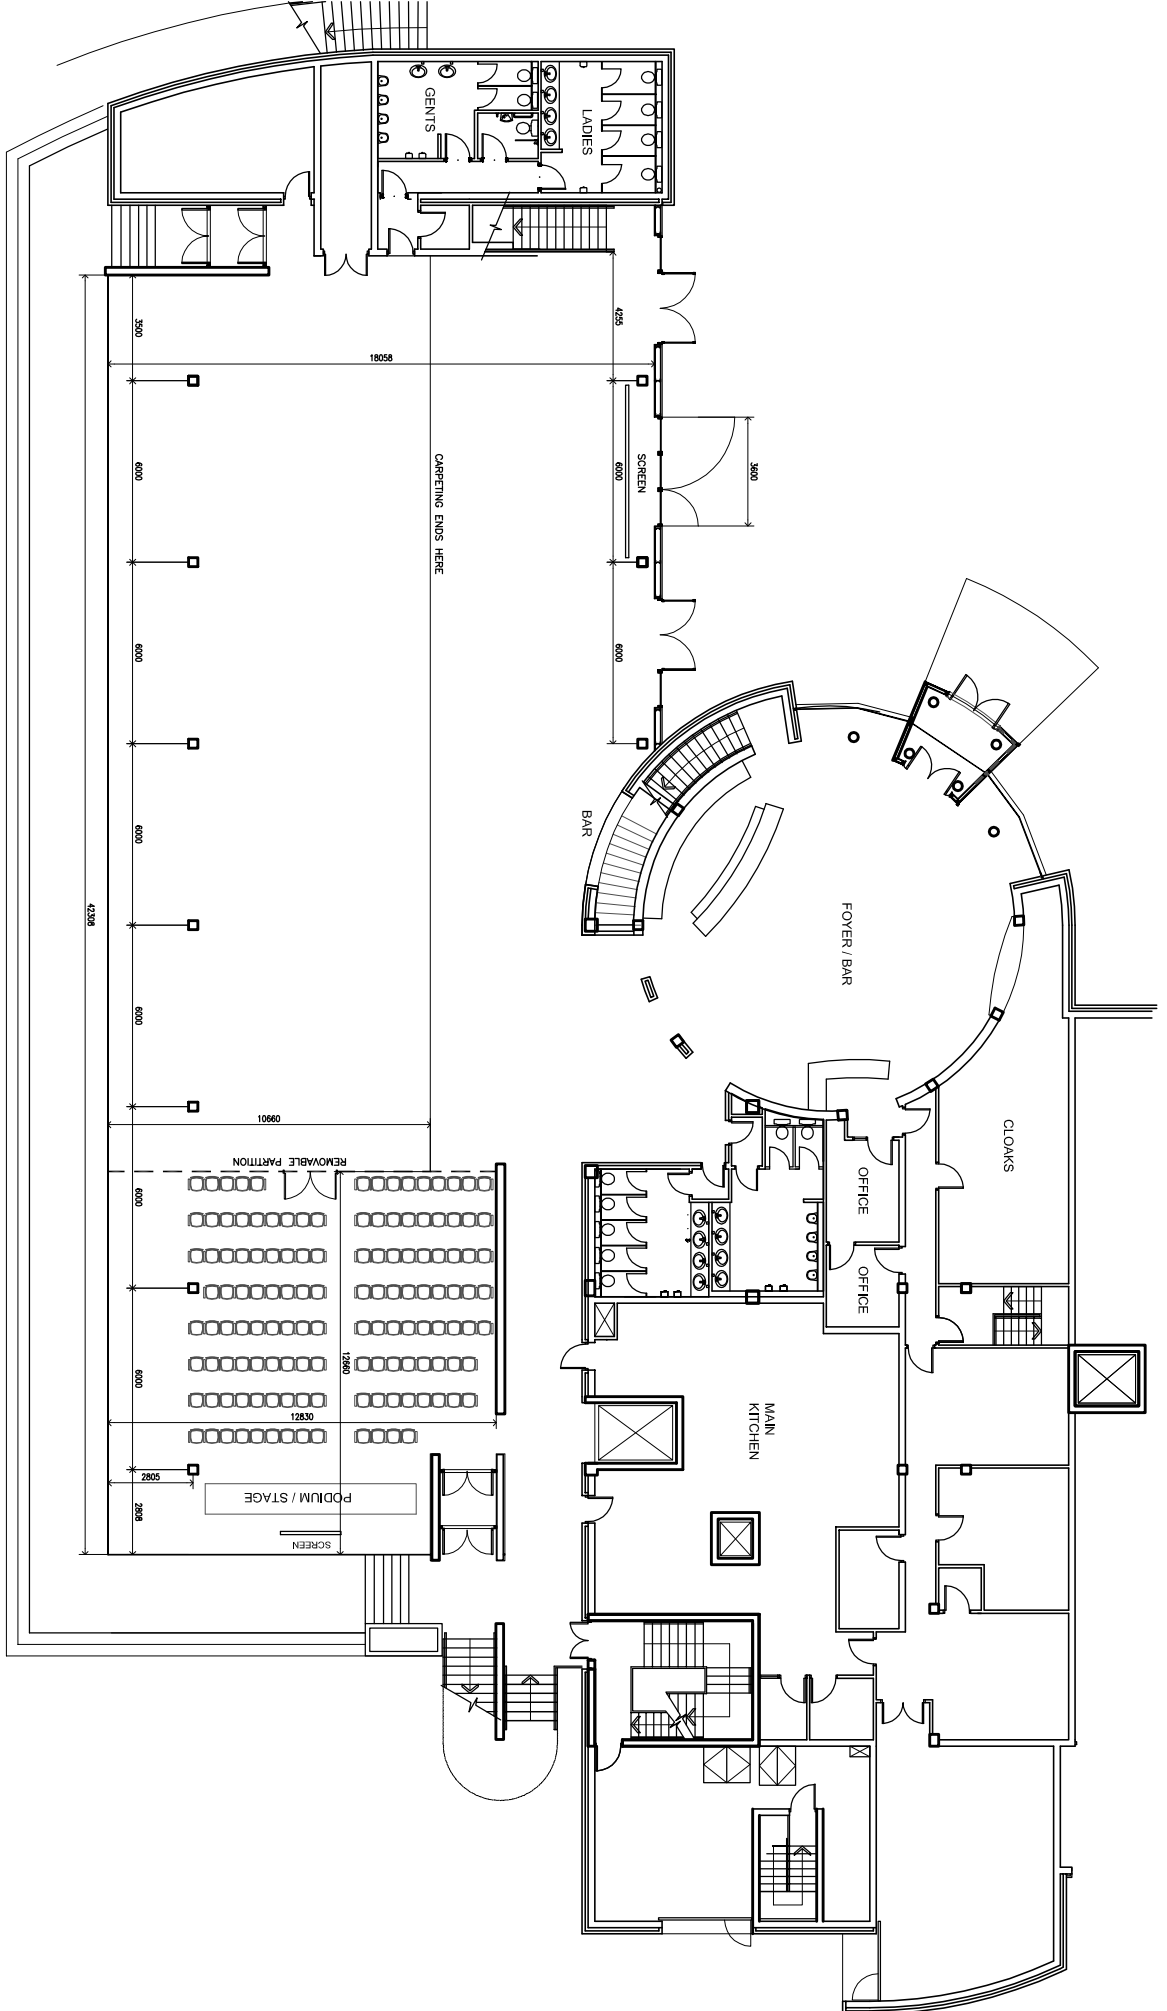 GENTS
LADIES
3500
4255
18058
6000
CARPETING ENDS HERE
6000
SCREEN
3600
6000
6000
BAR
6000
42308
FOYER / BAR
6000
10660
CLOAKS
REMOVABLE PARTITION
6000
OFFICE
OFFICE
6000
12660
12830
MAIN
KITCHEN
2805
PODIUM / STAGE
2808
SCREEN